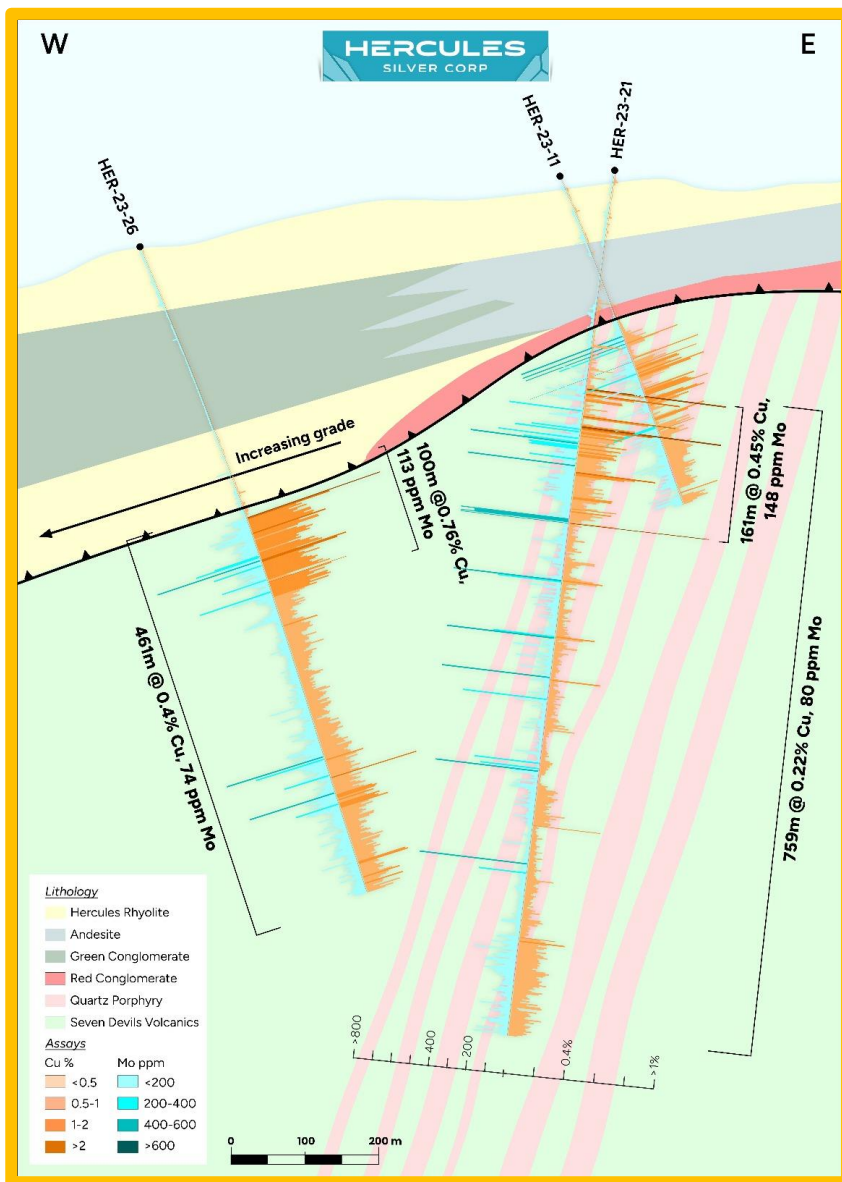 W
HERCULES
SILVER CORP
E
HER-23-26
HER-23-11
HER-23-21
Increasing grade
100m @0.76% Cu,
113 ppm Mo
161m @ 0.45% Cu,
148 ppm Mo
461m @ 0.4% Cu, 74 ppm Mo
759m @ 0.22% Cu, 80 ppm Mo
>800
400
200
0.4%
>1%
Lithology
Hercules Rhyolite
Andesite
Green Conglomerate
Red Conglomerate
Quartz Porphyry
Seven Devils Volcanics
Assays
Cu % Mo ppm
<0.5 <200
0.5-1 200-400
1-2 400-600
>2 >600
0 100 200 m